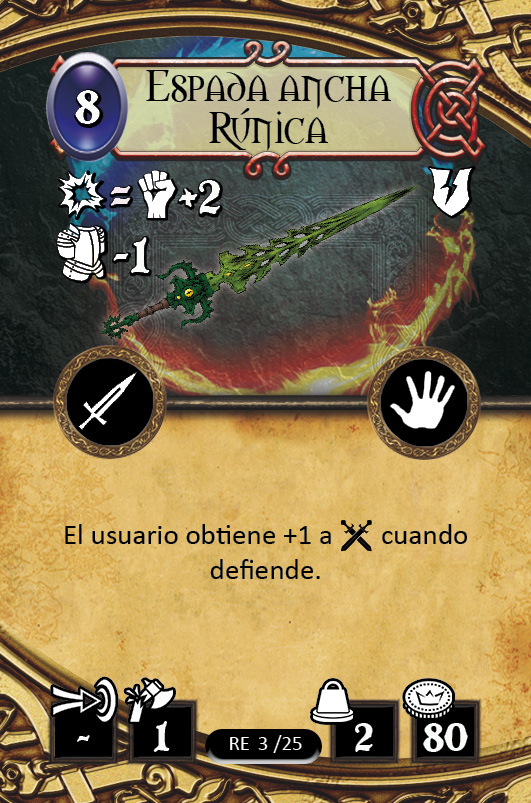 8
Espada ancha
Rúnica
= +2
-1
El usuario obtiene +1 a cuando
defiende.
- 1 RE 3 /25 2 80